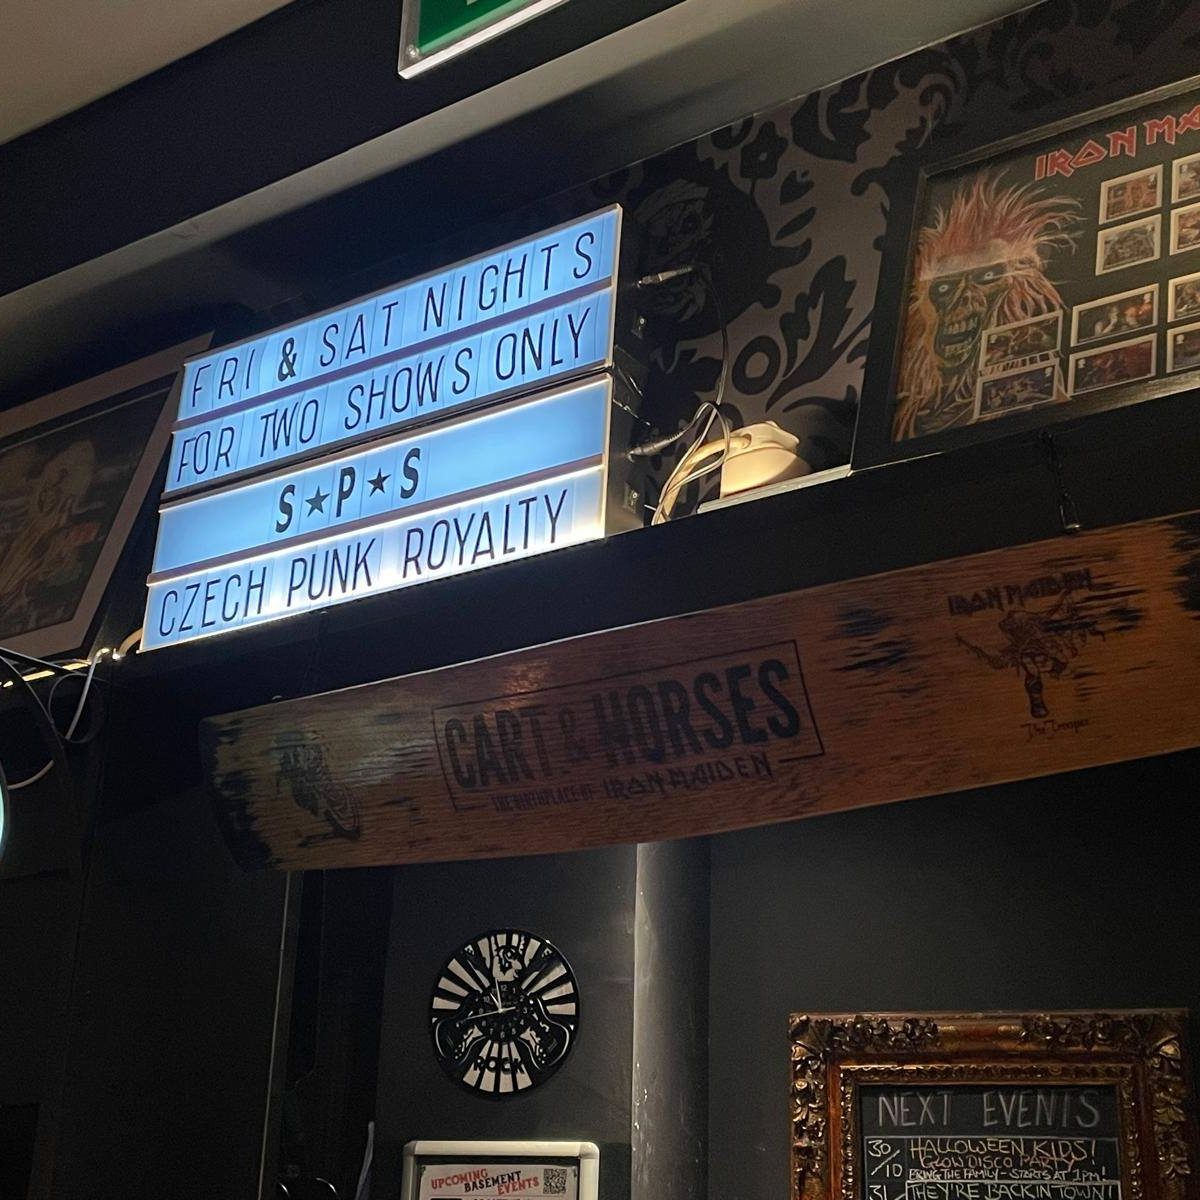 FRI & SAT NIGHTS
FOR TWO SHOWS ONLY
S★P★S
CZECH PUNK ROYALTY
IRON MA
CART & HORSES
THE BIRTHPLACE OF IRON MAIDEN
IRON MAIDEN
The Trooper
ROCK
UPCOMING
BASEMENT
EVENTS
NEXT EVENTS
30/10 HALLOWEEN KIDS!
GLOW DISCO PARTY
BRING THE FAMILY - STARTS AT 1PM!
31 THEY'RE BACK IN TOWN!